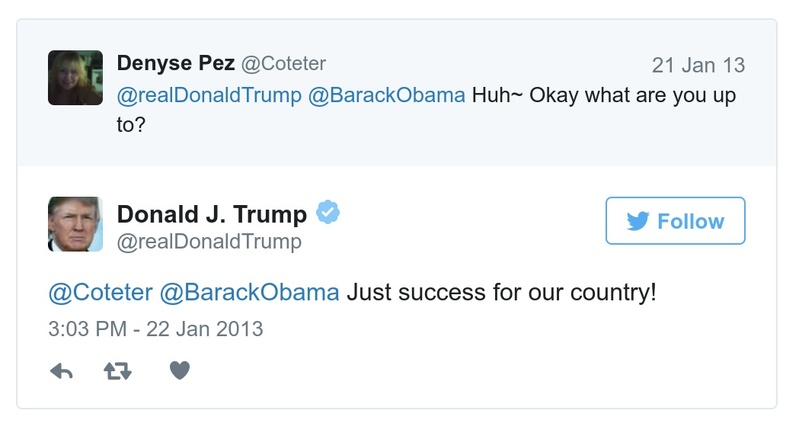 Denyse Pez @Coteter 21 Jan 13
@realDonaldTrump @BarackObama Huh~ Okay what are you up
to?
Donald J. Trump
Follow
@realDonaldTrump
@Coteter @BarackObama Just success for our country!
3:03 PM - 22 Jan 2013